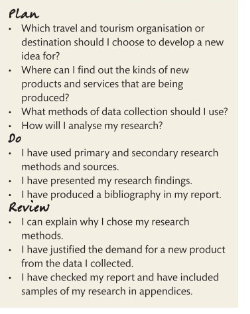 Plan
• Which travel and tourism organisation or
destination should I choose to develop a new
idea for?
• Where can I find out the kinds of new
products and services that are being
produced?
• What methods of data collection should I use?
• How will I analyse my research?
Do
• I have used primary and secondary research
methods and sources.
• I have presented my research findings.
• I have produced a bibliography in my report.
Review
• I can explain why I chose my research
methods.
• I have justified the demand for a new product
from the data I collected.
• I have checked my report and have included
samples of my research in appendices.